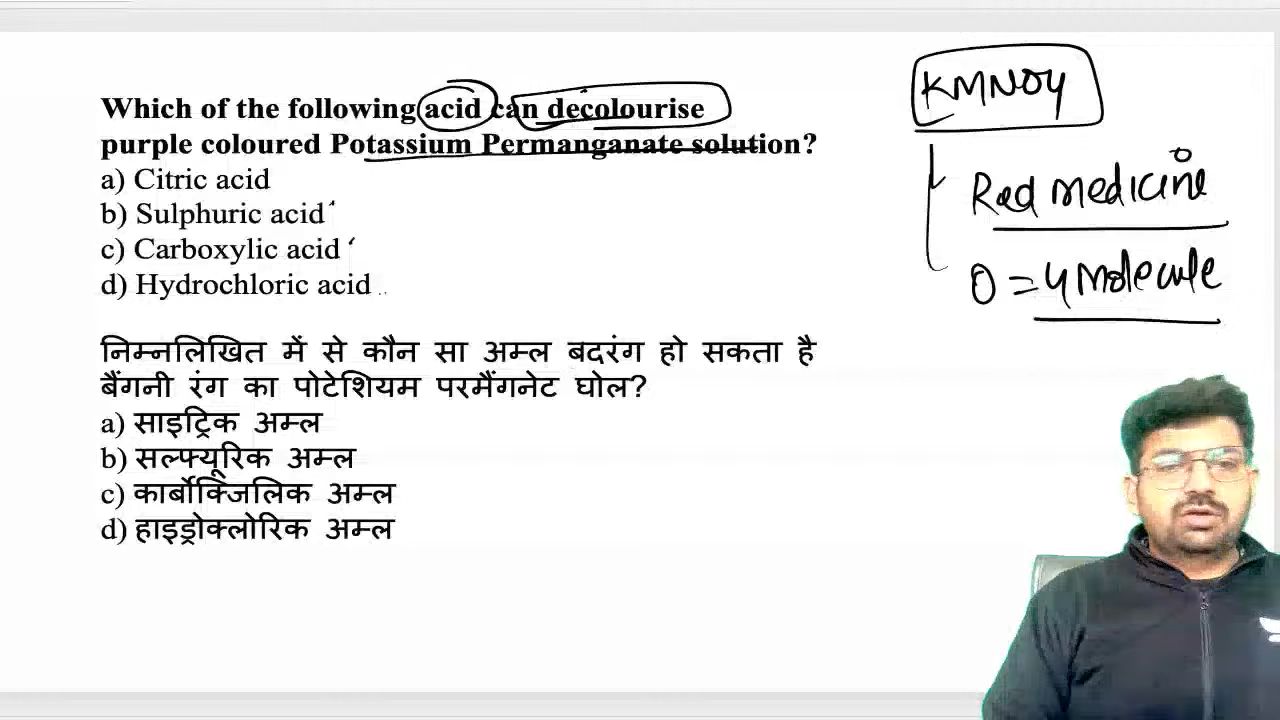 Which of the following acid can decolourise
purple coloured Potassium Permanganate solution?
a) Citric acid
b) Sulphuric acid
c) Carboxylic acid
d) Hydrochloric acid
निम्नलिखित में से कौन सा अम्ल बदरंग हो सकता है
बैंगनी रंग का पोटेशियम परमैंगनेट घोल?
a) साइट्रिक अम्ल
b) सल्फ्यूरिक अम्ल
c) कार्बोक्जिलिक अम्ल
d) हाइड्रोक्लोरिक अम्ल
KMNO4
Red medicine
O = 4 Molecule